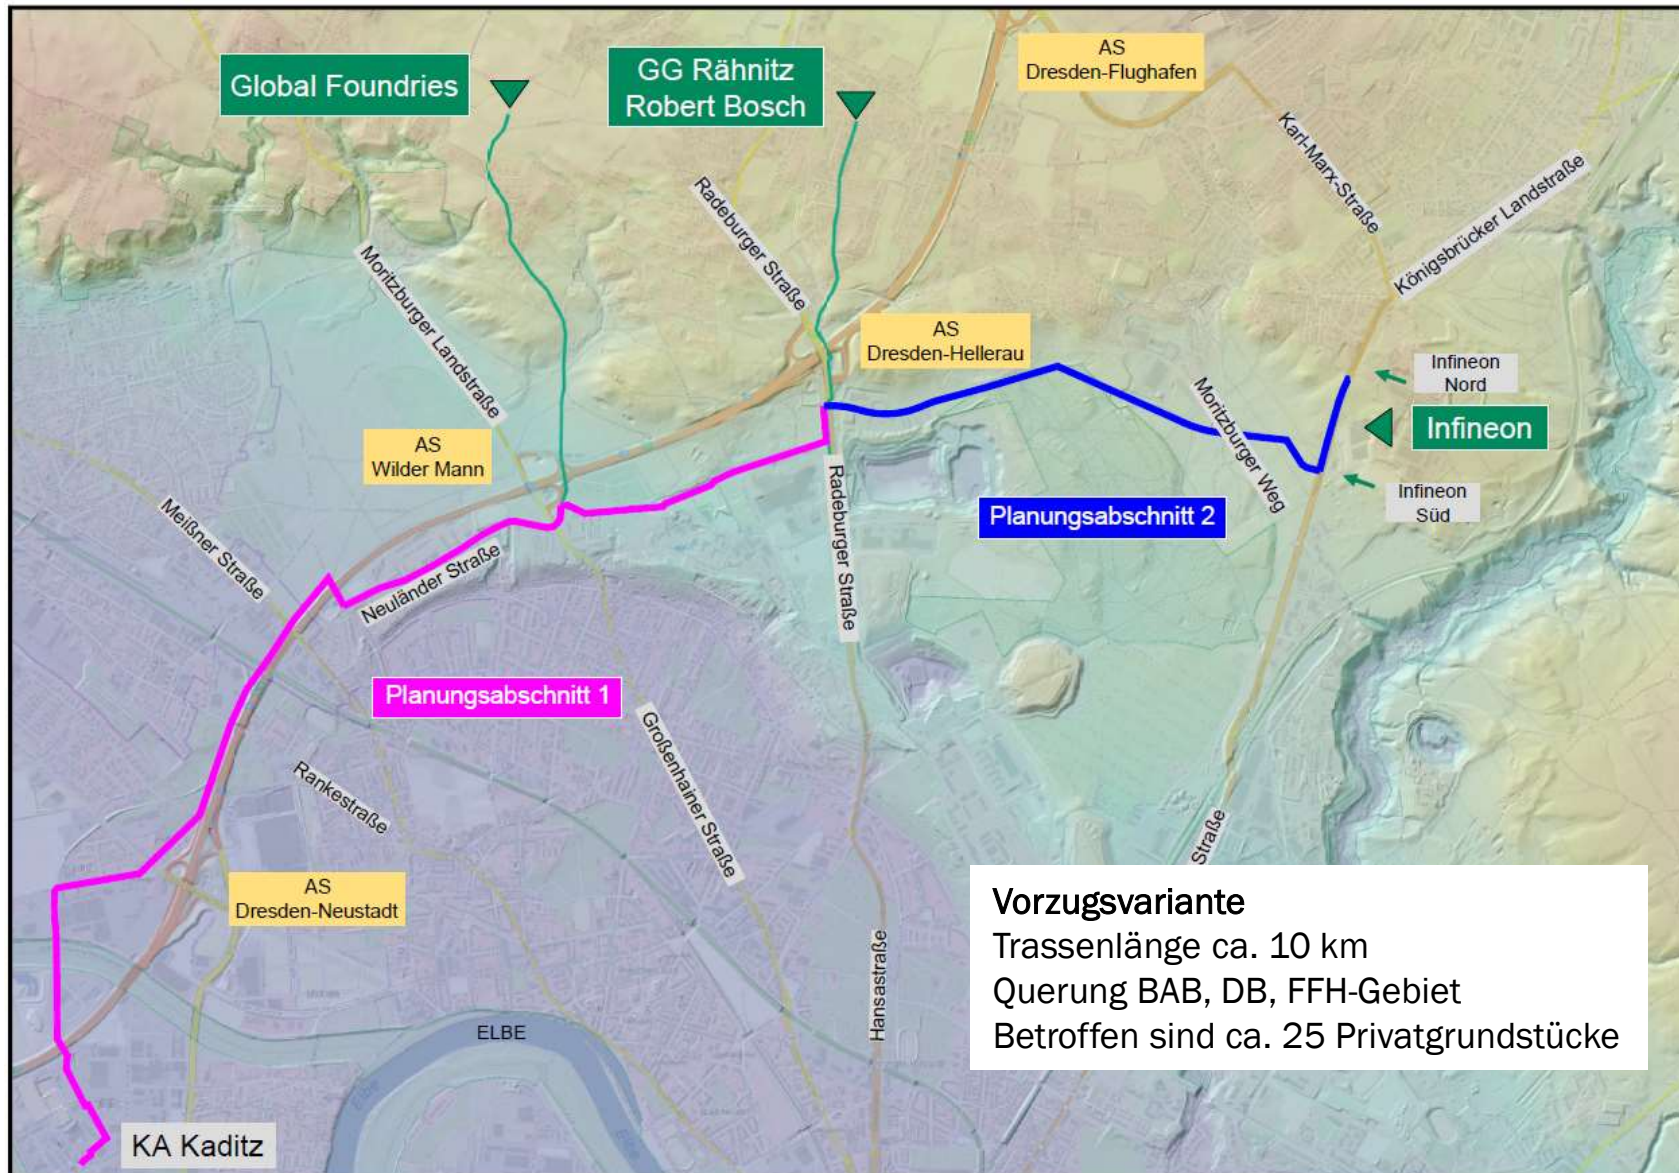 AS
Dresden-Flughafen
Global Foundries
GG Rähnitz
Robert Bosch
Karl-Marx-Straße
Königsbrücker Landstraße
Radeburger Straße
Moritzburger Landstraße
AS
Dresden-Hellerau
Infineon
Nord
Infineon
Infineon
Süd
Moritzburger Weg
AS
Wilder Mann
Radeburger Straße
Planungsabschnitt 2
Meißner Straße
Neuländer Straße
Planungsabschnitt 1
Großenhainer Straße
Rankestraße
Straße
AS
Dresden-Neustadt
Hansastraße
ELBE
Elbe
KA Kaditz
Vorzugsvariante
Trassenlänge ca. 10 km
Querung BAB, DB, FFH-Gebiet
Betroffen sind ca. 25 Privatgrundstücke